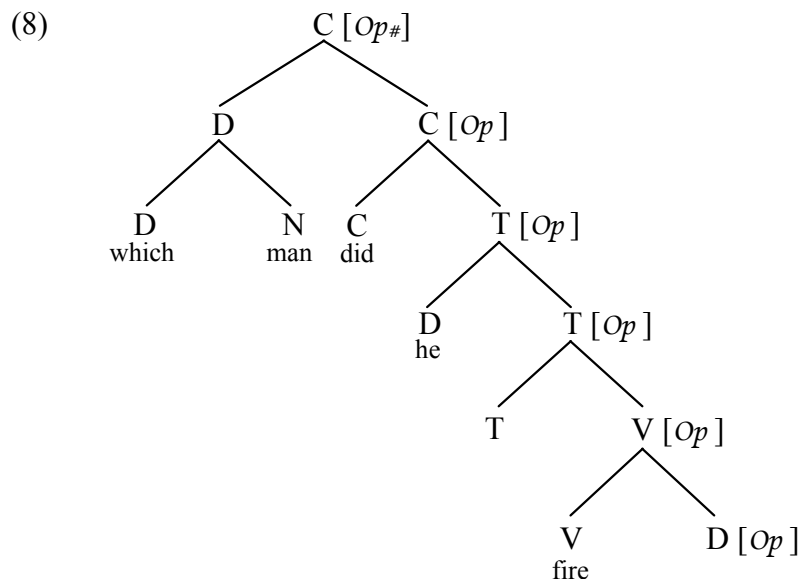 (8)
C [Op#]
D C [Op]
D N C T [Op]
which man did
D T [Op]
he
T V [Op]
V D [Op]
fire